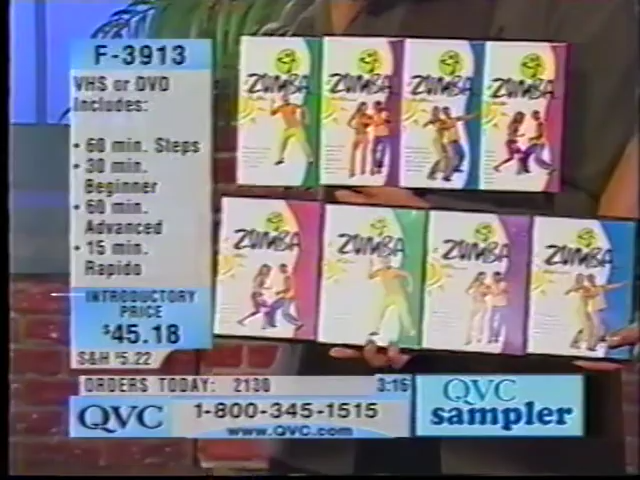 F-3913
VHS or DVD
Includes:
• 60 min. Steps
• 30 min.
Beginner
• 60 min.
Advanced
• 15 min.
Rapido
INTRODUCTORY
PRICE
$45.18
S&H $5.22
ZUMBA
ZUMBA
ZUMBA
ZUMBA
ZUMBA
ZUMBA
ZUMBA
ZUMBA
ORDERS TODAY: 2130 3:16
QVC 1-800-345-1515
www.QVC.com
QVC
sampler